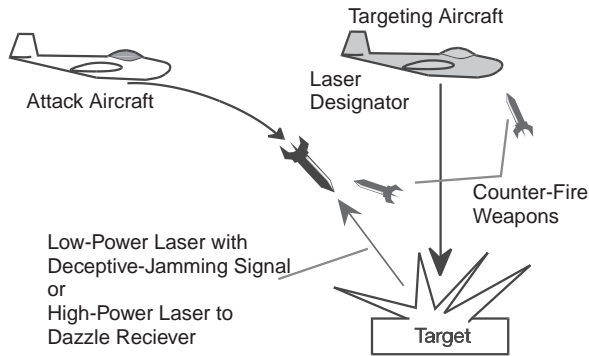 Targeting Aircraft
Attack Aircraft
Laser
Designator
Counter-Fire
Weapons
Low-Power Laser with
Deceptive-Jamming Signal
or
High-Power Laser to
Dazzle Reciever
Target